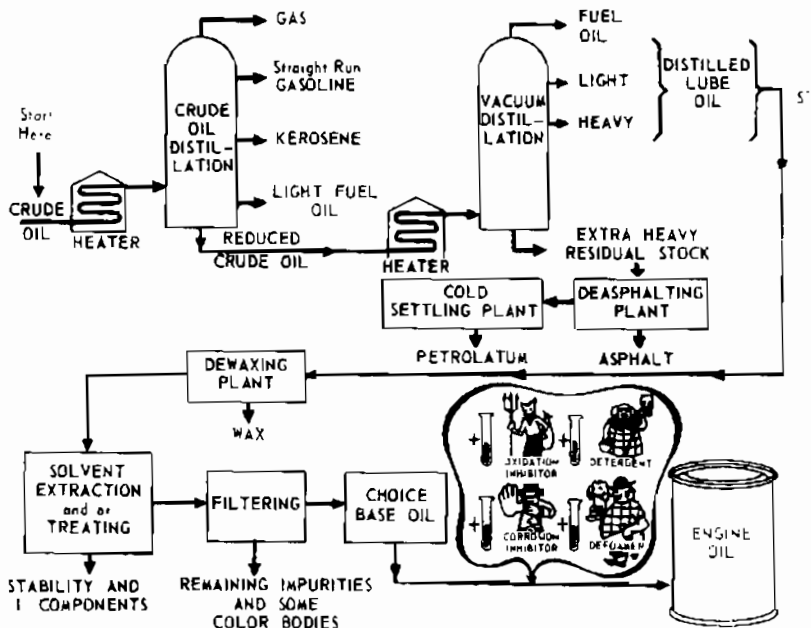 GAS
Straight Run
GASOLINE
KEROSENE
LIGHT FUEL
OIL
CRUDE
OIL
DISTIL-
LATION
Start
Here
CRUDE
OIL
HEATER
REDUCED
CRUDE OIL
HEATER
VACUUM
DISTIL-
LATION
FUEL
OIL
LIGHT
HEAVY
DISTILLED
LUBE
OIL
EXTRA HEAVY
RESIDUAL STOCK
COLD
SETTLING PLANT
DEASPHALTING
PLANT
PETROLATUM
ASPHALT
DEWAXING
PLANT
WAX
SOLVENT
EXTRACTION
and or
TREATING
FILTERING
CHOICE
BASE OIL
+
OXIDATION
INHIBITOR
+
DETERGENT
+
CORROSION
INHIBITOR
+
DEFOAMER
ENGINE
OIL
STABILITY AND
COMPONENTS
REMAINING IMPURITIES
AND SOME
COLOR BODIES